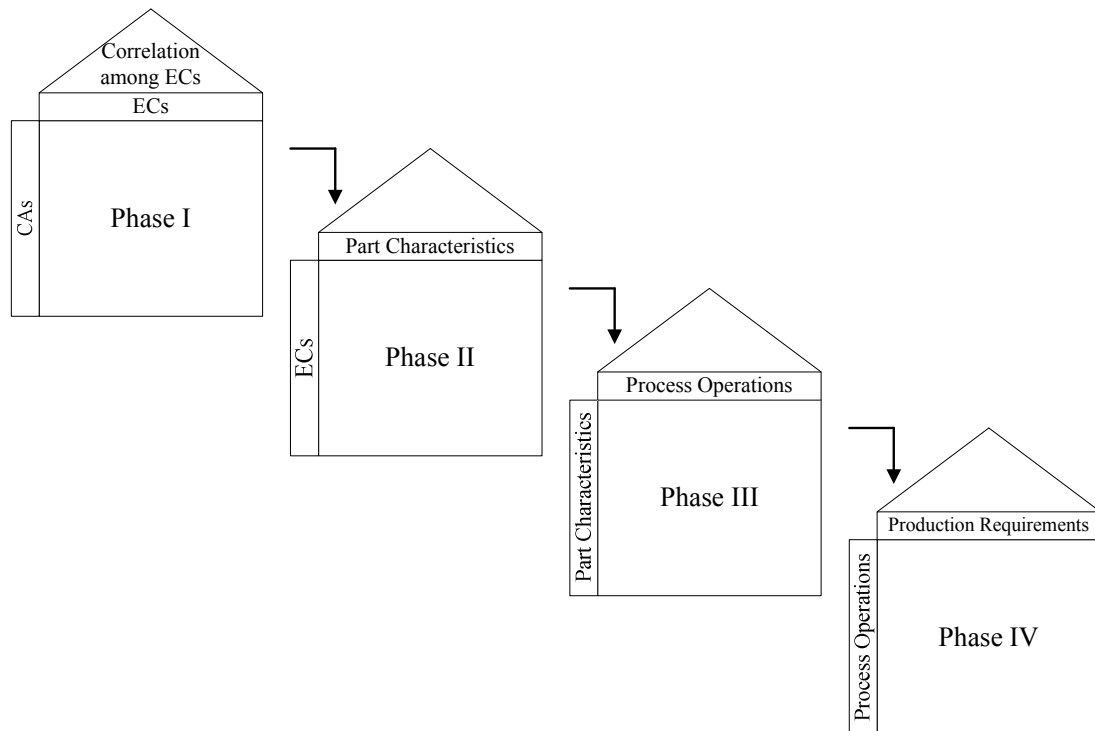 Correlation
among ECs
ECs
CAs
Phase I
Part Characteristics
ECs
Phase II
Process Operations
Part Characteristics
Phase III
Production Requirements
Process Operations
Phase IV